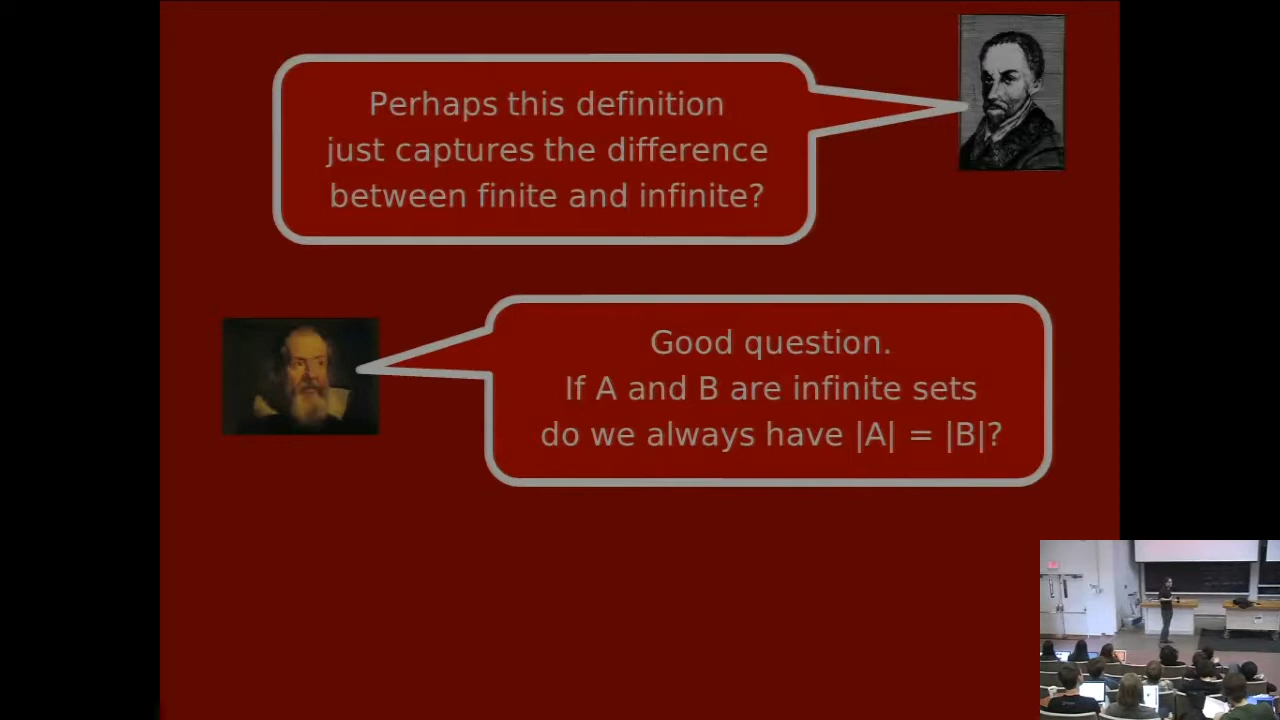 Perhaps this definition
just captures the difference
between finite and infinite?
Good question.
If A and B are infinite sets
do we always have |A| = |B|?